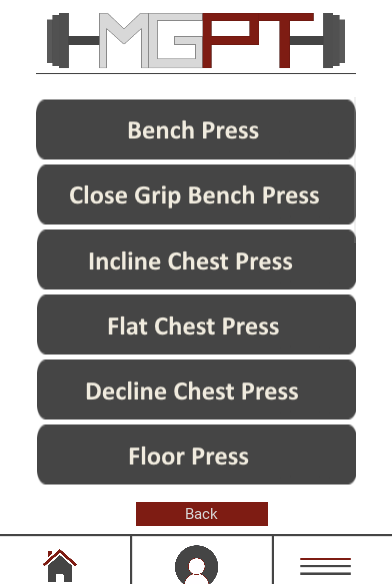 MGPT
Bench Press
Close Grip Bench Press
Incline Chest Press
Flat Chest Press
Decline Chest Press
Floor Press
Back